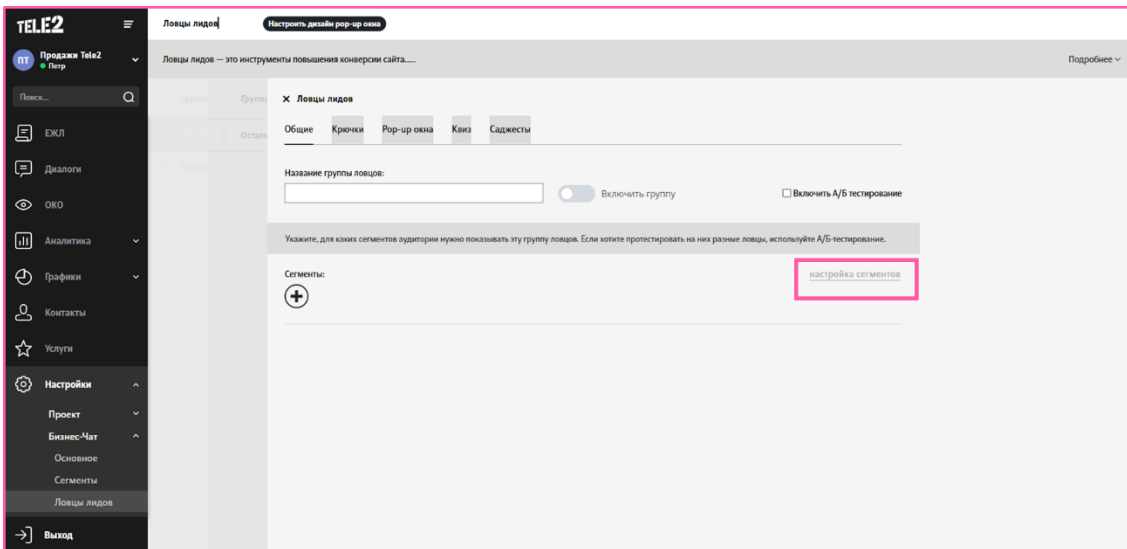 TELE2
Ловцы лидов
Настроить дизайн pop-up окна
ПТ
Продажи Tele2
Петр
Ловцы лидов — это инструменты повышения конверсии сайта.....
Подробнее
Поиск...
Группы
Группы
Ловцы лидов
Общие
Крючки
Pop-up окна
Квиз
Саджесты
ЕЖЛ
Диалоги
ОКО
Аналитика
Графики
Контакты
Услуги
Настройки
Проект
Бизнес-Чат
Основное
Сегменты
Ловцы лидов
Выход
Название группы ловцов:
Включить группу
Включить А/Б тестирование
Укажите, для каких сегментов аудитории нужно показывать эту группу ловцов. Если хотите протестировать на них разные ловцы, используйте А/Б-тестирование.
Сегменты:
настройка сегментов